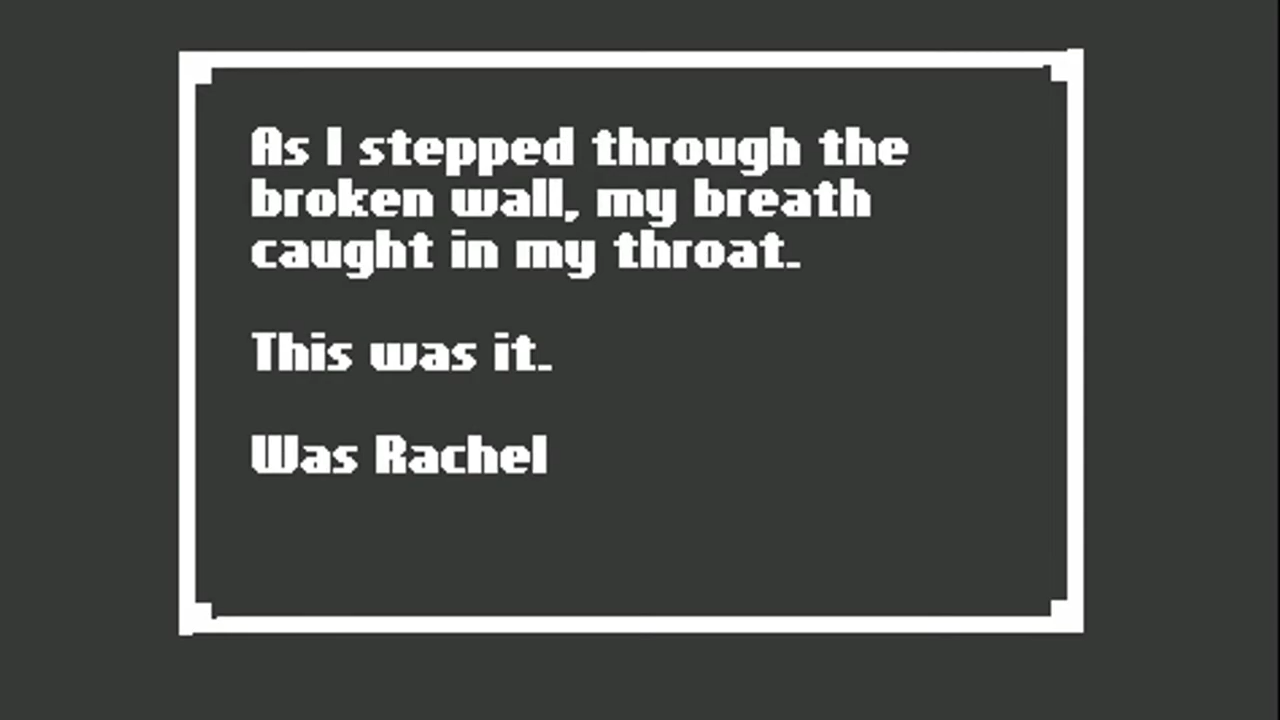 As I stepped through the
broken wall, my breath
caught in my throat.
This was it.
Was Rachel